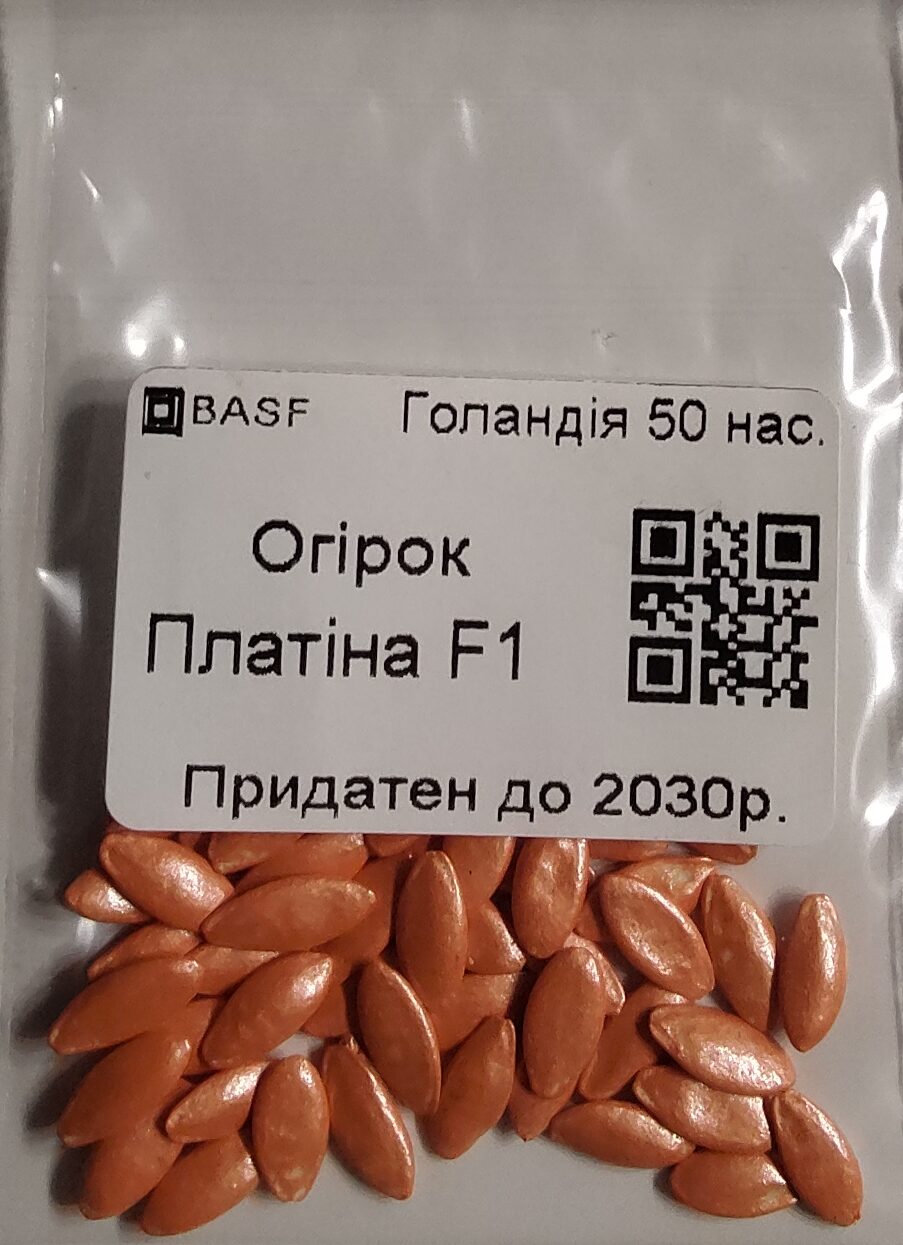 BASF Голандія 50 нас.
Огірок
Платіна F1
Придатен до 2030р.